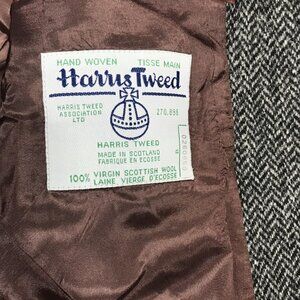 HAND WOVEN TISSE MAIN
Harris Tweed
HARRIS TWEED
ASSOCIATION
LTD
270,898
HARRIS TWEED
MADE IN SCOTLAND
FABRIQUE EN ECOSSE
100% VIRGIN SCOTTISH WOOL
LAINE, VIERGE D'ECOSSE